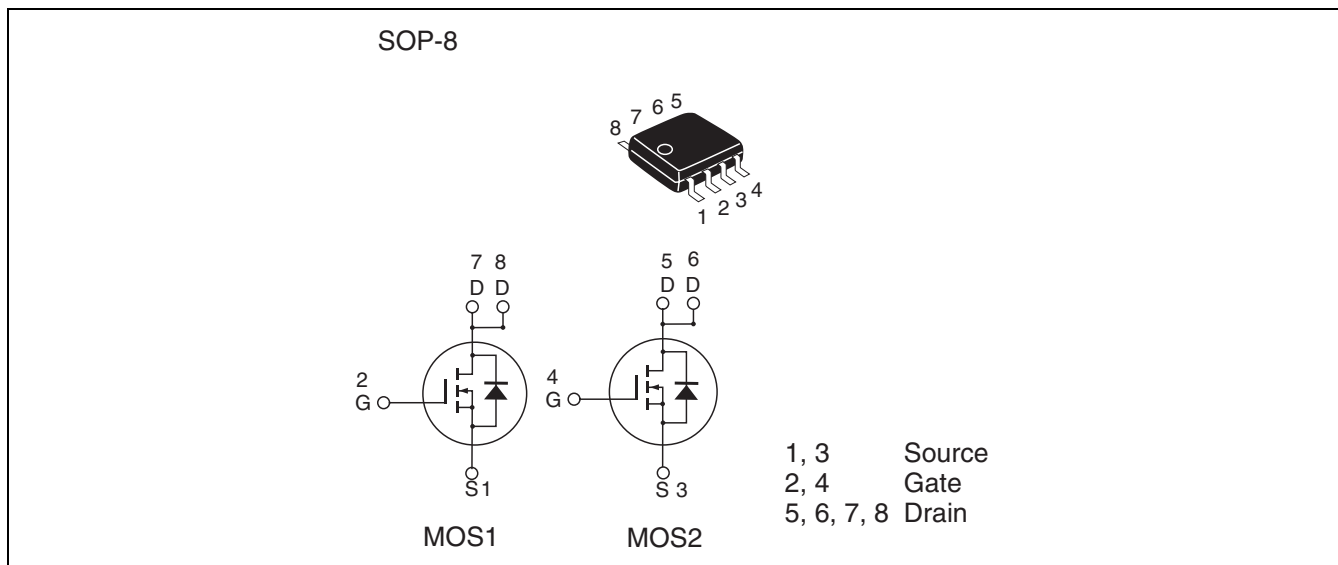 SOP-8
8 7 6 5
1 2 3 4
7 8
D D
2
G
S 1
MOS1
5 6
D D
4
G
S 3
MOS2
1, 3 Source
2, 4 Gate
5, 6, 7, 8 Drain